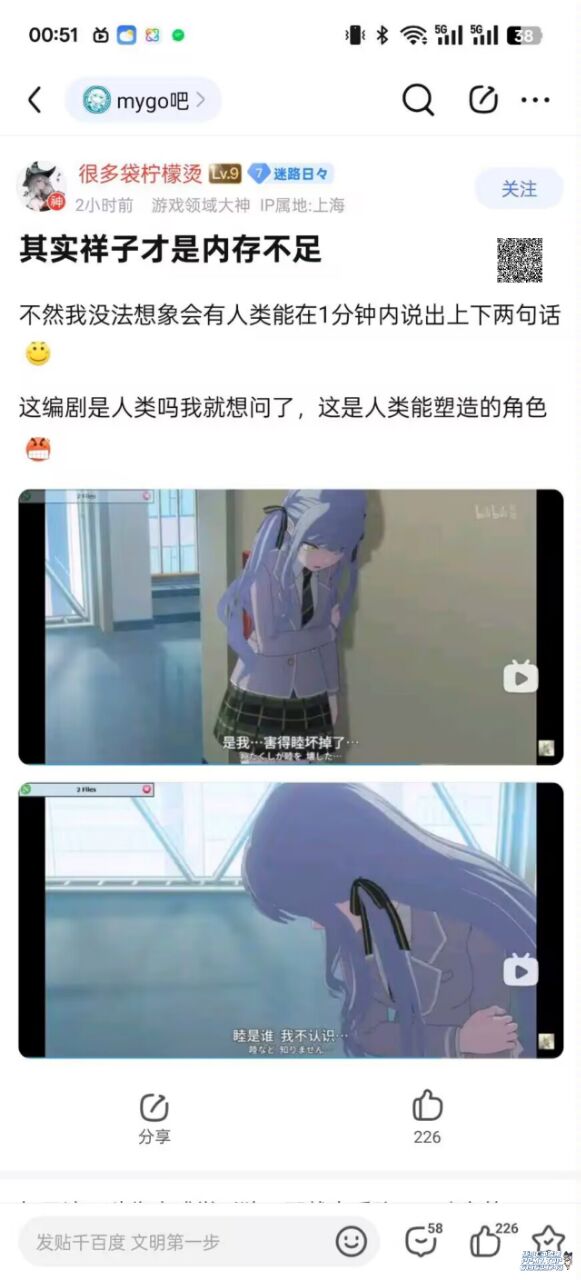 00:51
5G 5G 38
mygo吧
很多袋柠檬烫 Lv.9 7 迷路日々
神
关注
2小时前 游戏领域大神 IP属地:上海
其实祥子才是内存不足
不然我没法想象会有人类能在1分钟内说出上下两句话
这编剧是人类吗我就想问了，这是人类能塑造的角色
2 Files
bilibili
是我…害得睦坏掉了…
わたくしが睦を 壊した…
2 Files
睦是谁 我不认识…
睦など 知りません…
分享
226
发贴千百度 文明第一步
58
226